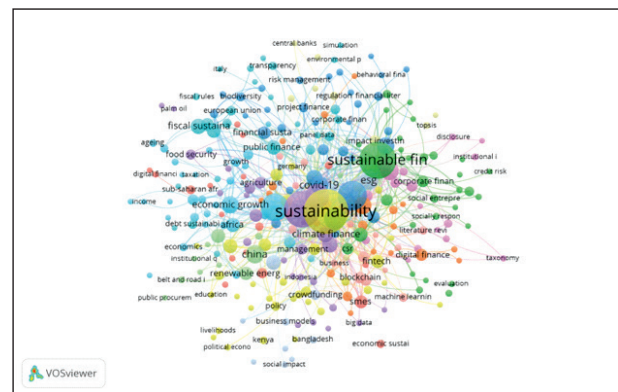 central banks
simulation
italy
transparency
environmental p
risk management
behavioral fina
fiscal rules
biodiversity
regulation
financial liter
palm oil
european union
project finance
corporate finan
fiscal sustaina
financial susta
panel data
topsis
ageing
public finance
impact investin
disclosure
food security
germany
sustainable fin
institutional i
digital financi
taxation
growth
agriculture
covid-19
esg
corporate finan
credit risk
sub-saharan afr
social entrepre
income
economic growth
sustainability
socially respon
debt sustainabi
africa
climate finance
literature revi
economics
management
csr
china
business
fintech
digital finance
taxonomy
institutional q
belt and road i
renewable energ
indonesia
blockchain
evaluation
public procurem
education
crowdfunding
smes
machine learnin
policy
livelihoods
business models
big data
kenya
political econo
bangladesh
economic sustai
social impact
VOSviewer